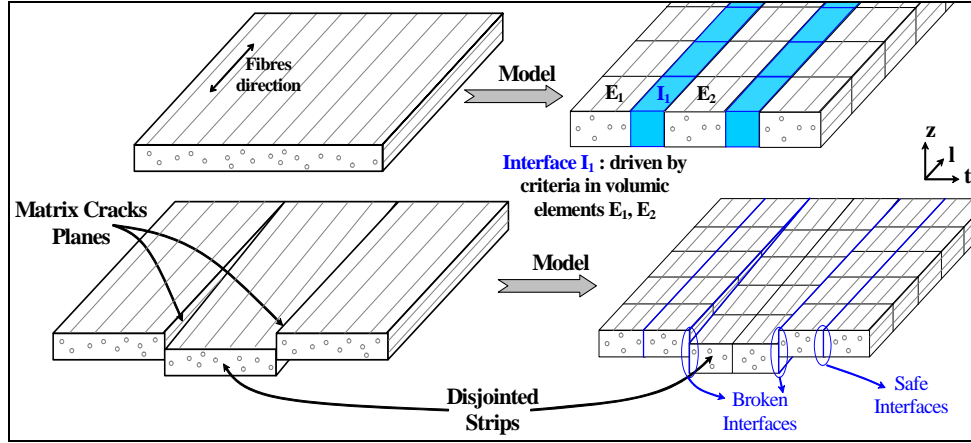 Fibres
direction
Model
E1 I1 E2
Interface I1 : driven by
criteria in volumic
elements E1, E2
z
l
t
Matrix Cracks
Planes
Model
Disjointed
Strips
Broken
Interfaces
Safe
Interfaces